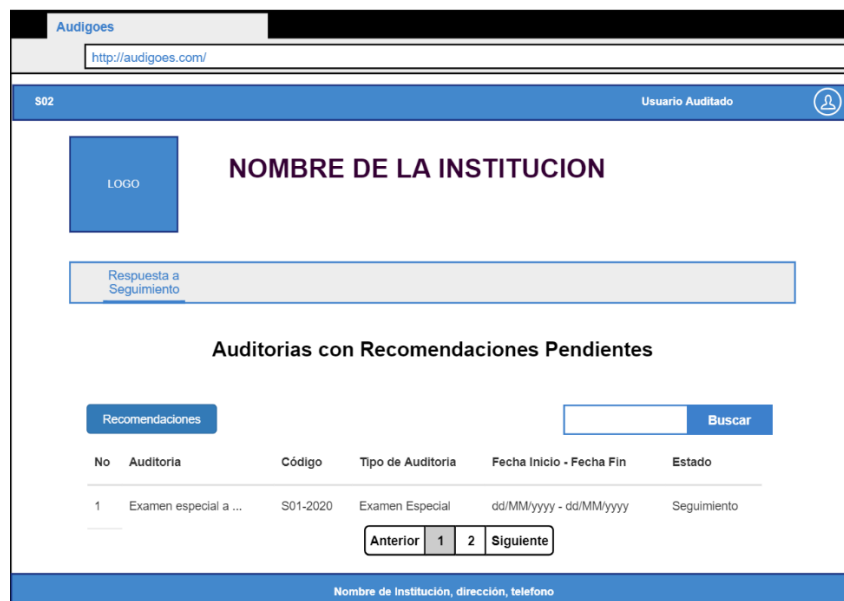 Audigoes
http://audigoes.com/
S02 Usuario Auditado
LOGO
NOMBRE DE LA INSTITUCION
Respuesta a
Seguimiento
Auditorias con Recomendaciones Pendientes
Recomendaciones Buscar
No Auditoria Código Tipo de Auditoria Fecha Inicio - Fecha Fin Estado
1 Examen especial a ... S01-2020 Examen Especial dd/MM/yyyy - dd/MM/yyyy Seguimiento
Anterior 1 2 Siguiente
Nombre de Institución, dirección, telefono